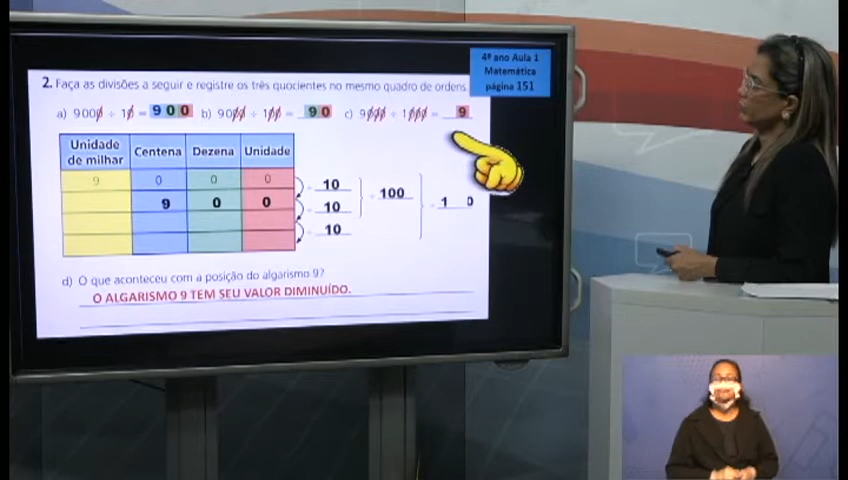 4º ano Aula 1
Matemática
página 151
2. Faça as divisões a seguir e registre os três quocientes no mesmo quadro de ordens.
a) 9000 ÷ 10 = 900 b) 9000 ÷ 100 = 90 c) 9000 ÷ 1000 = 9
Unidade de milhar Centena Dezena Unidade
9 0 0 0
9 0 0
÷ 10
÷ 10
÷ 10
÷ 100
÷ 1 0
d) O que aconteceu com a posição do algarismo 9?
O ALGARISMO 9 TEM SEU VALOR DIMINUÍDO.